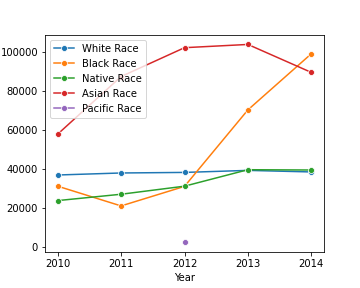 100000
80000
60000
40000
20000
0
White Race
Black Race
Native Race
Asian Race
Pacific Race
2010 2011 2012 2013 2014
Year